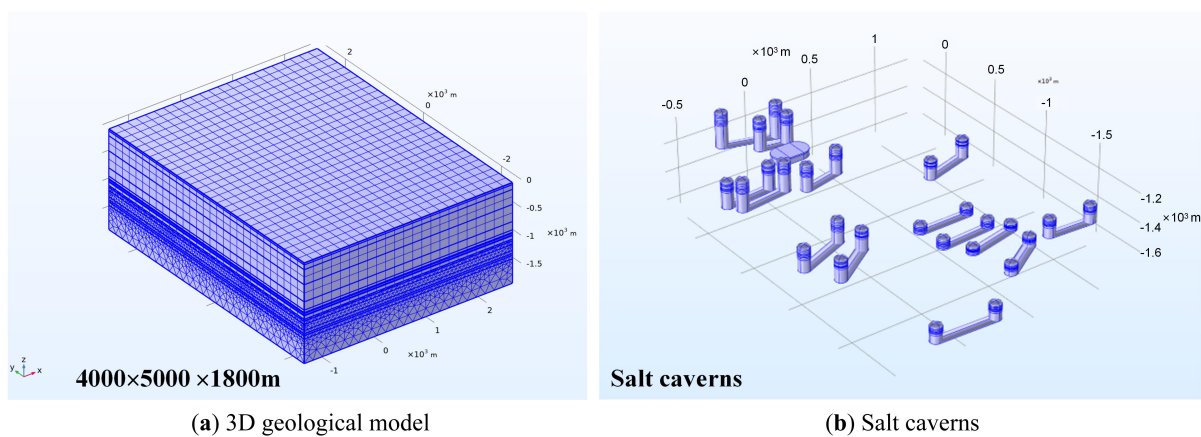 2
×10³ m
0
-2
0
-0.5
-1
×10³ m
-1.5
2
1
0
×10³ m
-1
z
y
x
4000×5000 ×1800m
(a) 3D geological model
1
0
×10³ m
0.5
0
0.5
×10³ m
-0.5
-1
-1.5
-1.2
-1.4
×10³ m
-1.6
Salt caverns
(b) Salt caverns